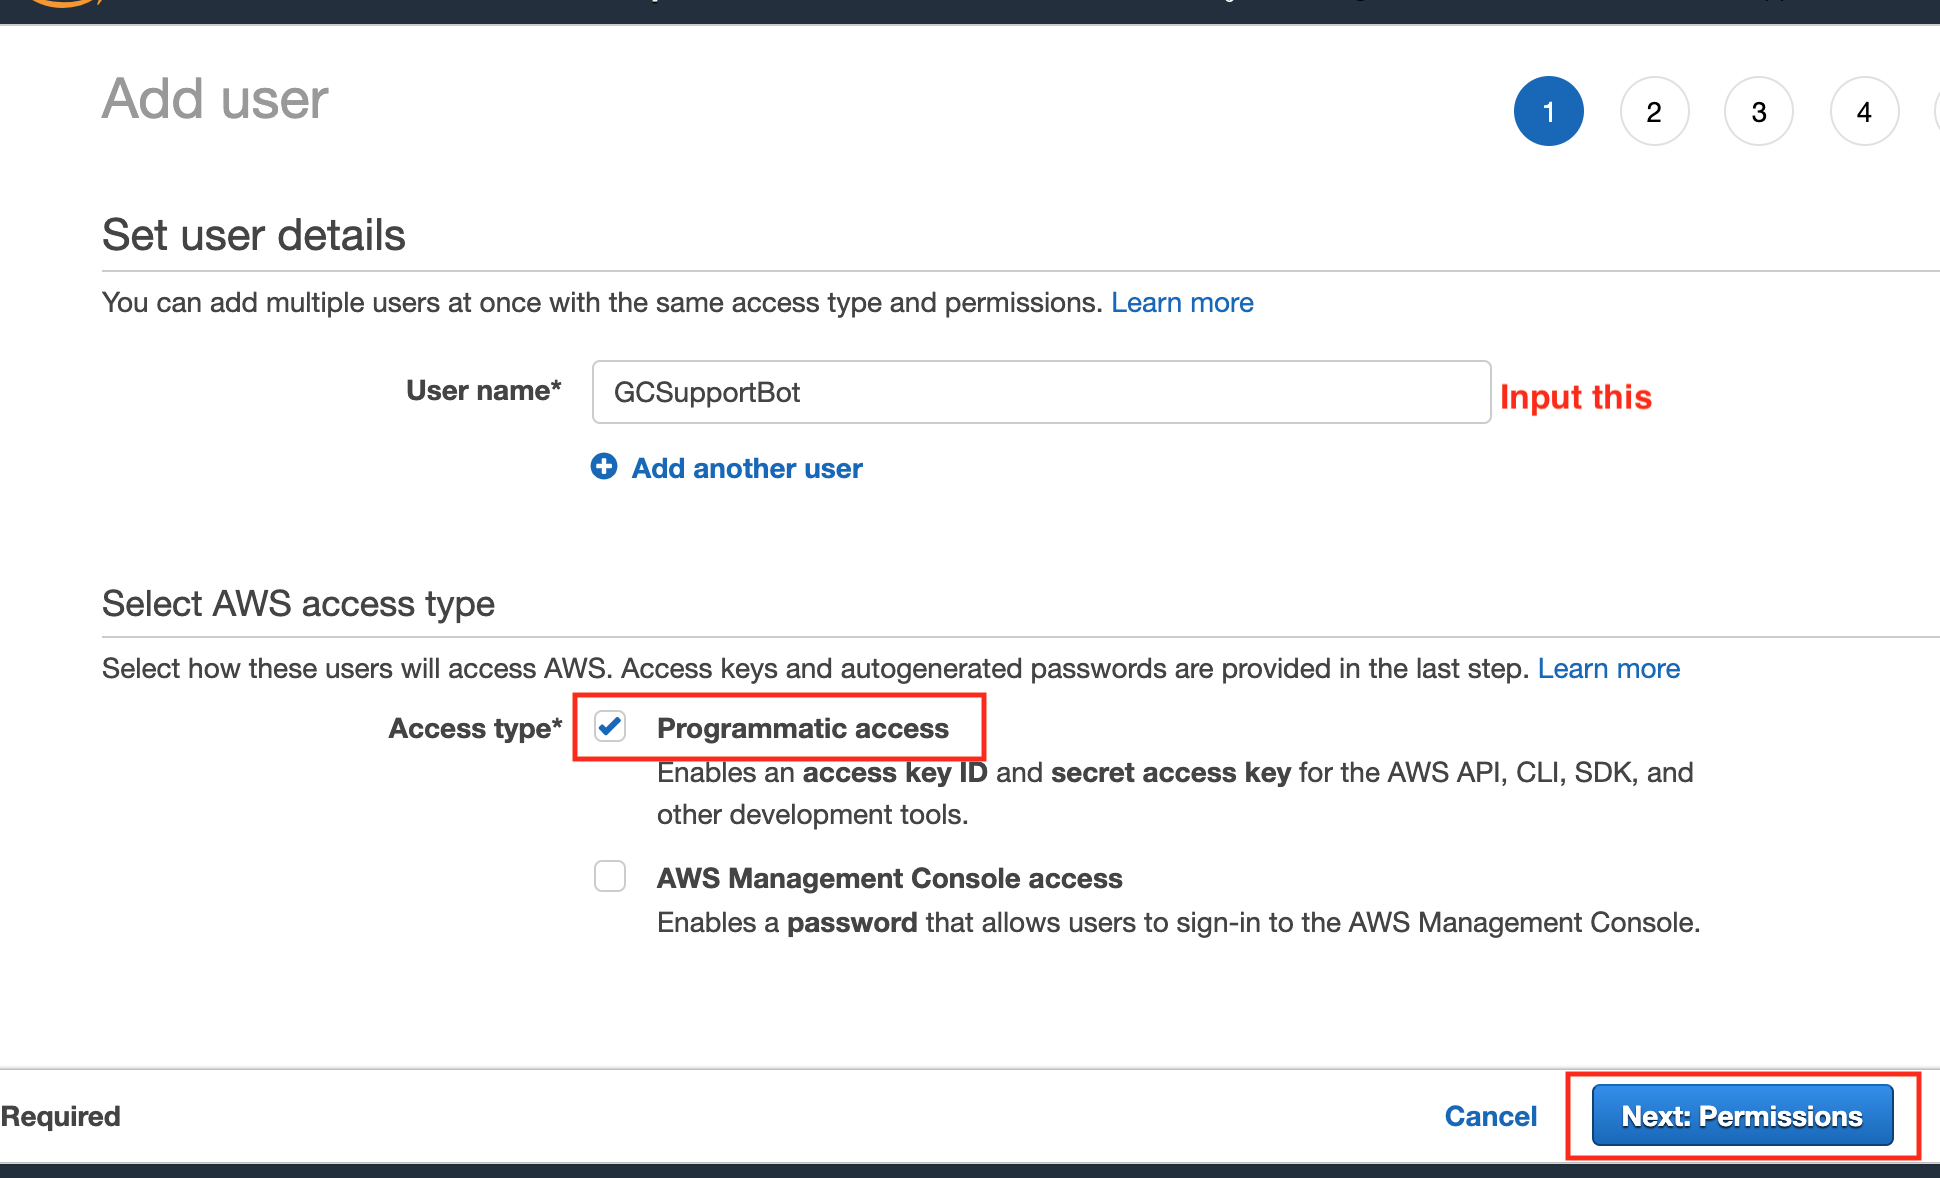 Add user
1 2 3 4
Set user details
You can add multiple users at once with the same access type and permissions. Learn more
User name* GCSupportBot Input this
Add another user
Select AWS access type
Select how these users will access AWS. Access keys and autogenerated passwords are provided in the last step. Learn more
Access type* Programmatic access
Enables an access key ID and secret access key for the AWS API, CLI, SDK, and
other development tools.
AWS Management Console access
Enables a password that allows users to sign-in to the AWS Management Console.
Required Cancel Next: Permissions